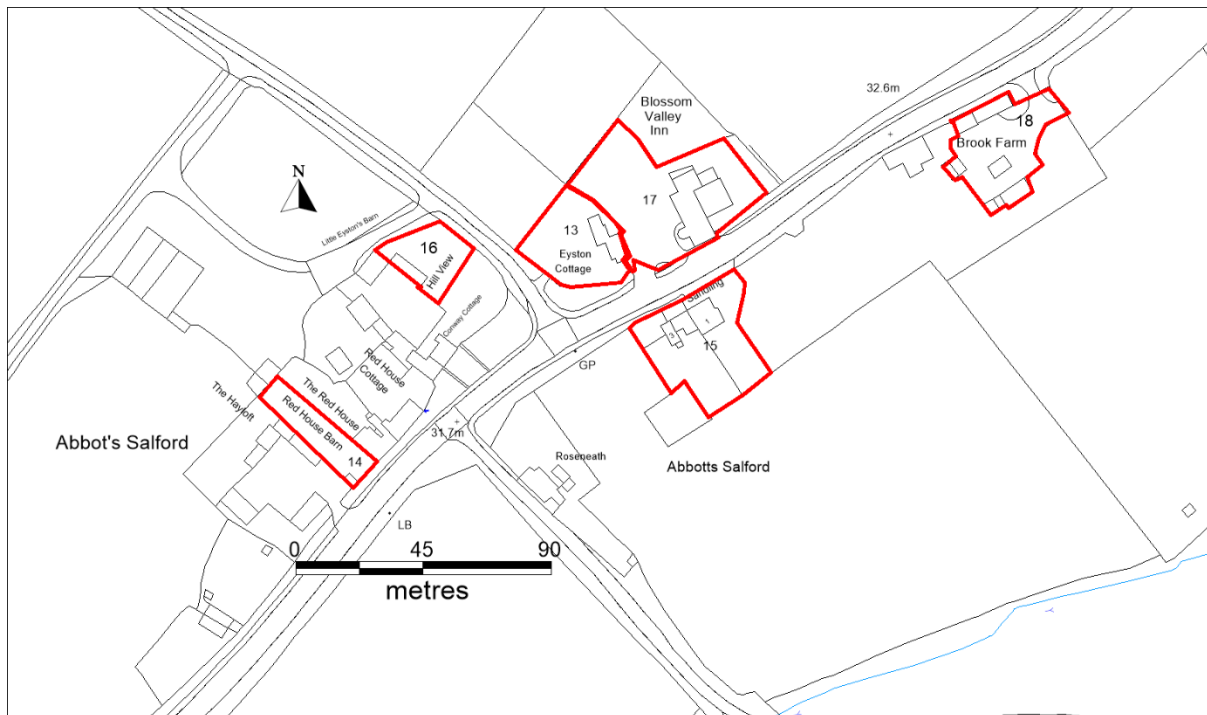 32.6m
Blossom
Valley
Inn
18
Brook Farm
N
17
Little Eyston's Barn
13
Eyston
Cottage
16
Hill View
Sandling
1
3
15
Conway Cottage
GP
Red House
Cottage
The Red House
The Hayloft
Red House Barn
31.7m
Abbot's Salford
14
Roseneath
Abbotts Salford
LB
0 45 90
metres